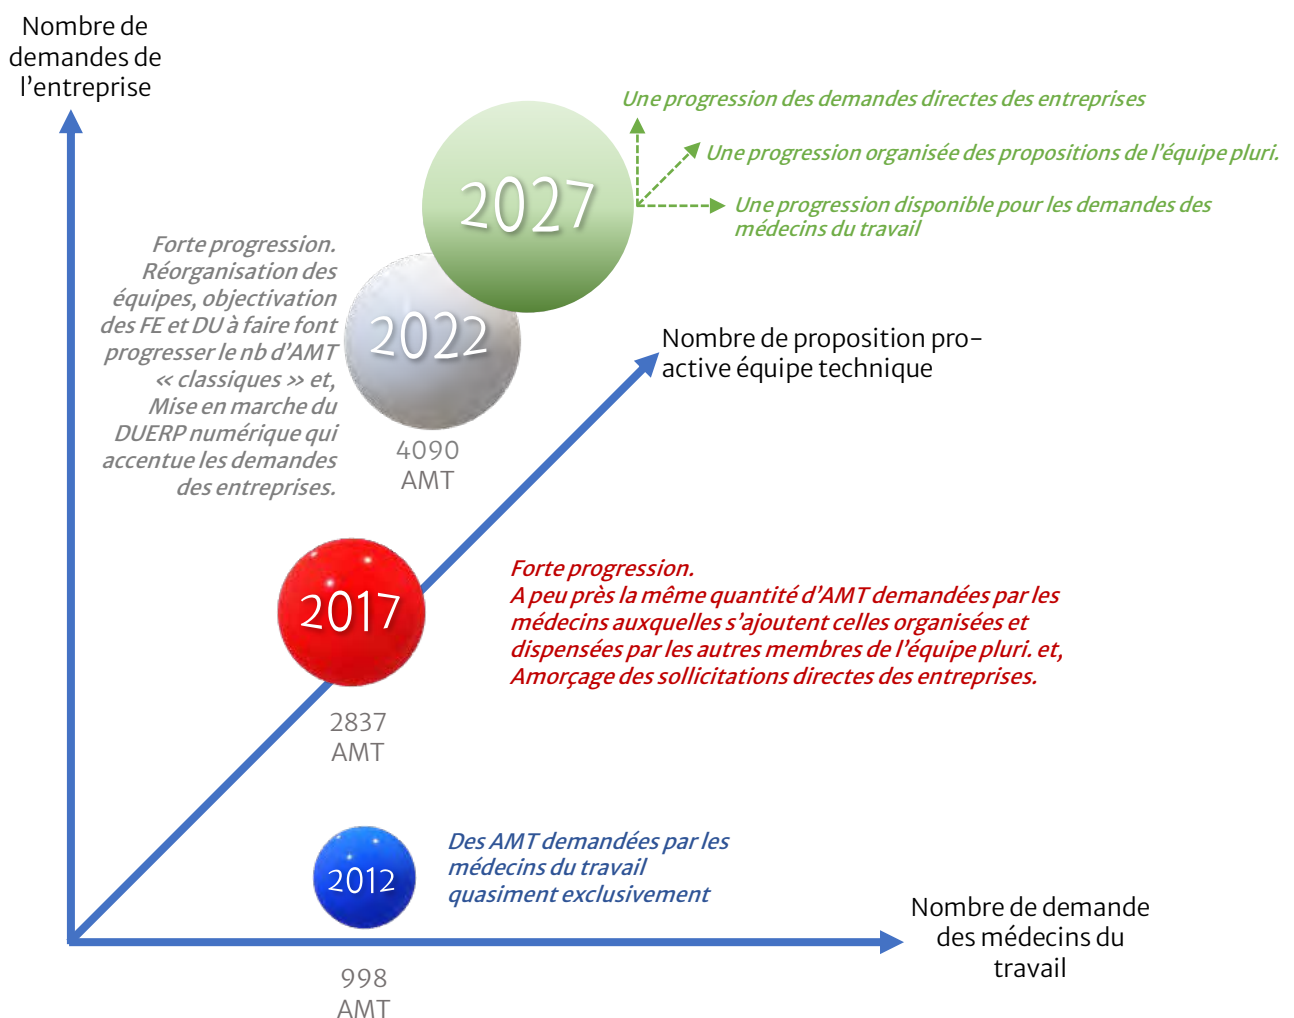 Nombre de
demandes de
l’entreprise
Une progression des demandes directes des entreprises
Une progression organisée des propositions de l’équipe pluri.
Une progression disponible pour les demandes des
médecins du travail
2027
Forte progression.
Réorganisation des
équipes, objectivation
des FE et DU à faire font
progresser le nb d’AMT
« classiques » et,
Mise en marche du
DUERP numérique qui
accentue les demandes
des entreprises.
2022
4090
AMT
Nombre de proposition pro-
active équipe technique
2017
2837
AMT
Forte progression.
A peu près la même quantité d’AMT demandées par les
médecins auxquelles s’ajoutent celles organisées et
dispensées par les autres membres de l’équipe pluri. et,
Amorçage des sollicitations directes des entreprises.
2012
998
AMT
Des AMT demandées par les
médecins du travail
quasiment exclusivement
Nombre de demande
des médecins du
travail